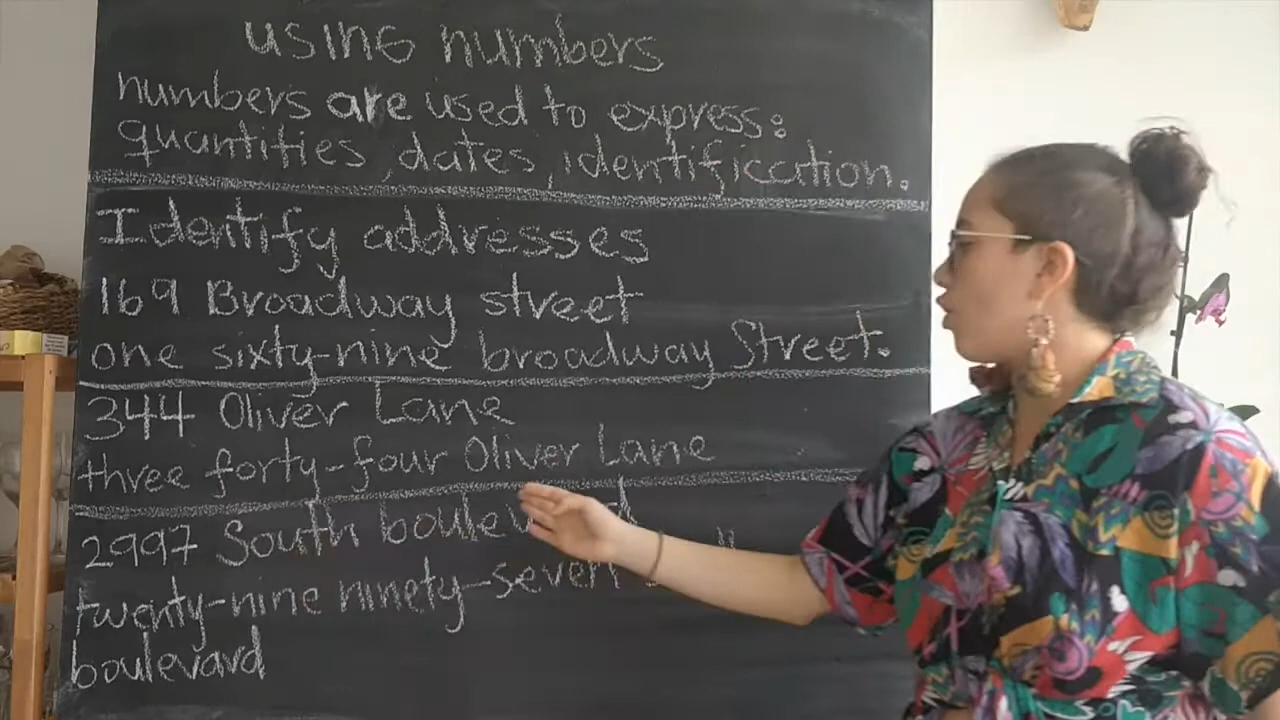 using numbers
numbers are used to express:
quantities, dates, identification.
Identify addresses
169 Broadway street
one sixty-nine broadway Street.
344 Oliver Lane
three forty-four Oliver Lane
2997 South boulevard
twenty-nine ninety-seven
boulevard